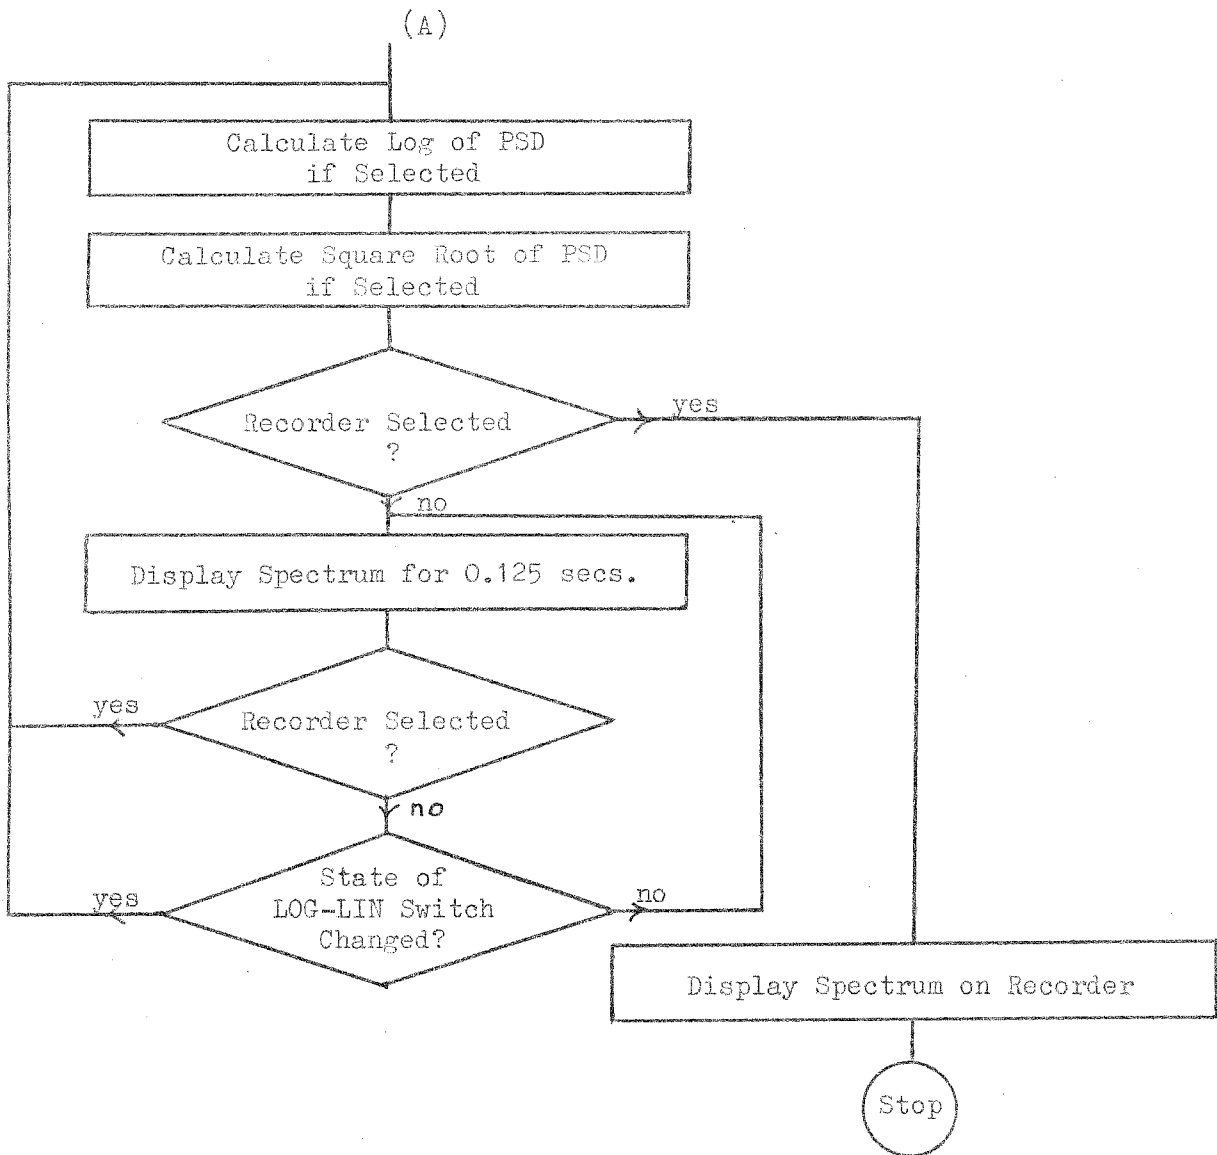 (A)
Calculate Log of PSD
if Selected
Calculate Square Root of PSD
if Selected
Recorder Selected
?
yes
no
Display Spectrum for 0.125 secs.
Recorder Selected
?
yes
no
State of
LOG-LIN Switch
Changed?
yes
no
Display Spectrum on Recorder
Stop